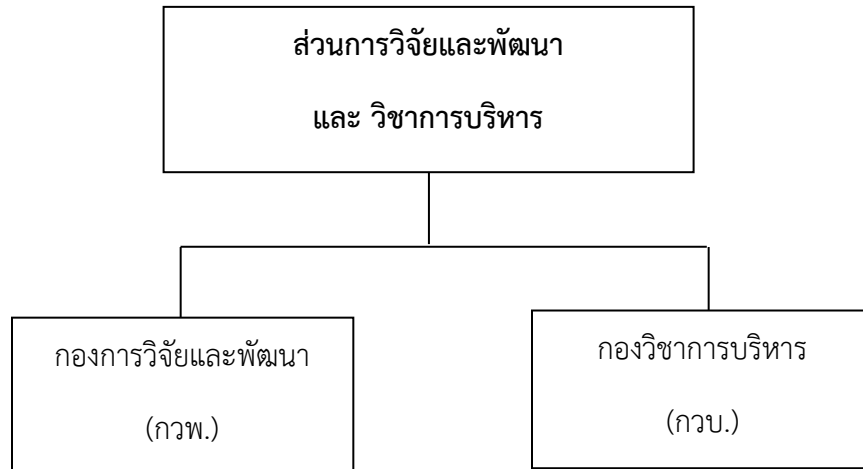 ส่วนการวิจัยและพัฒนา
และ วิชาการบริหาร
กองการวิจัยและพัฒนา
(กวพ.)
กองวิชาการบริหาร
(กวบ.)